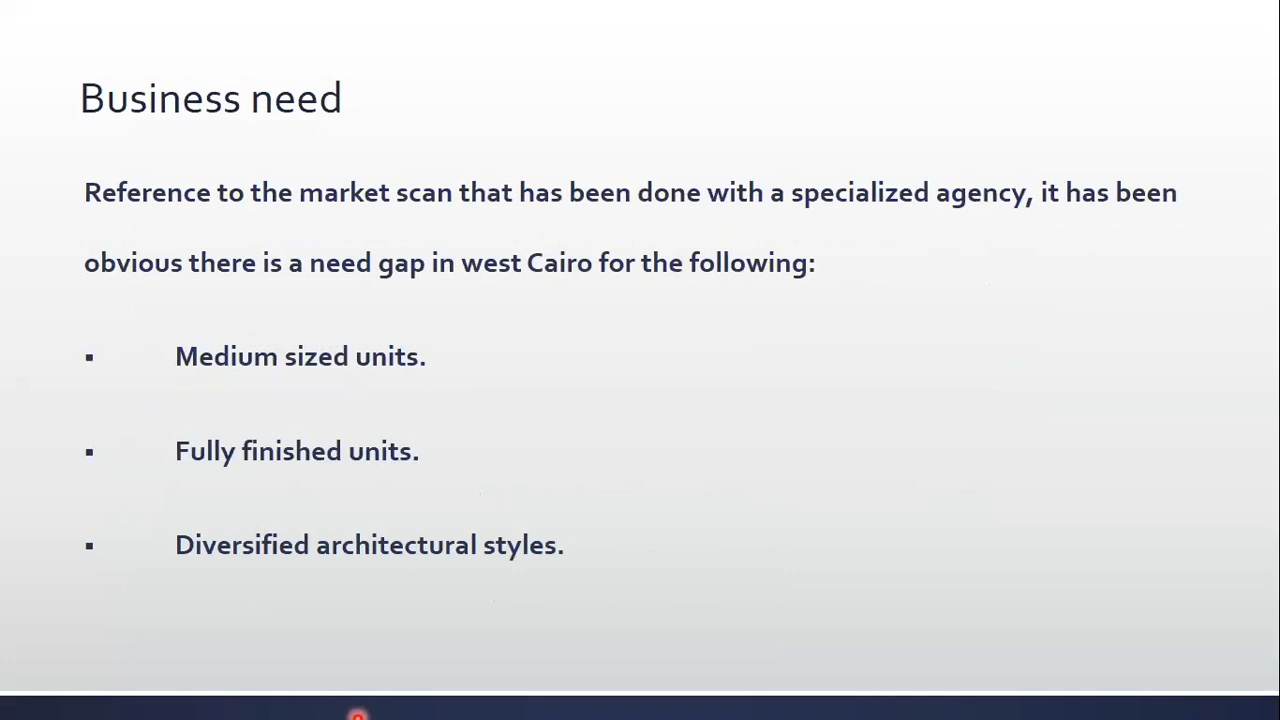 Business need
Reference to the market scan that has been done with a specialized agency, it has been
obvious there is a need gap in west Cairo for the following:
▪ Medium sized units.
▪ Fully finished units.
▪ Diversified architectural styles.